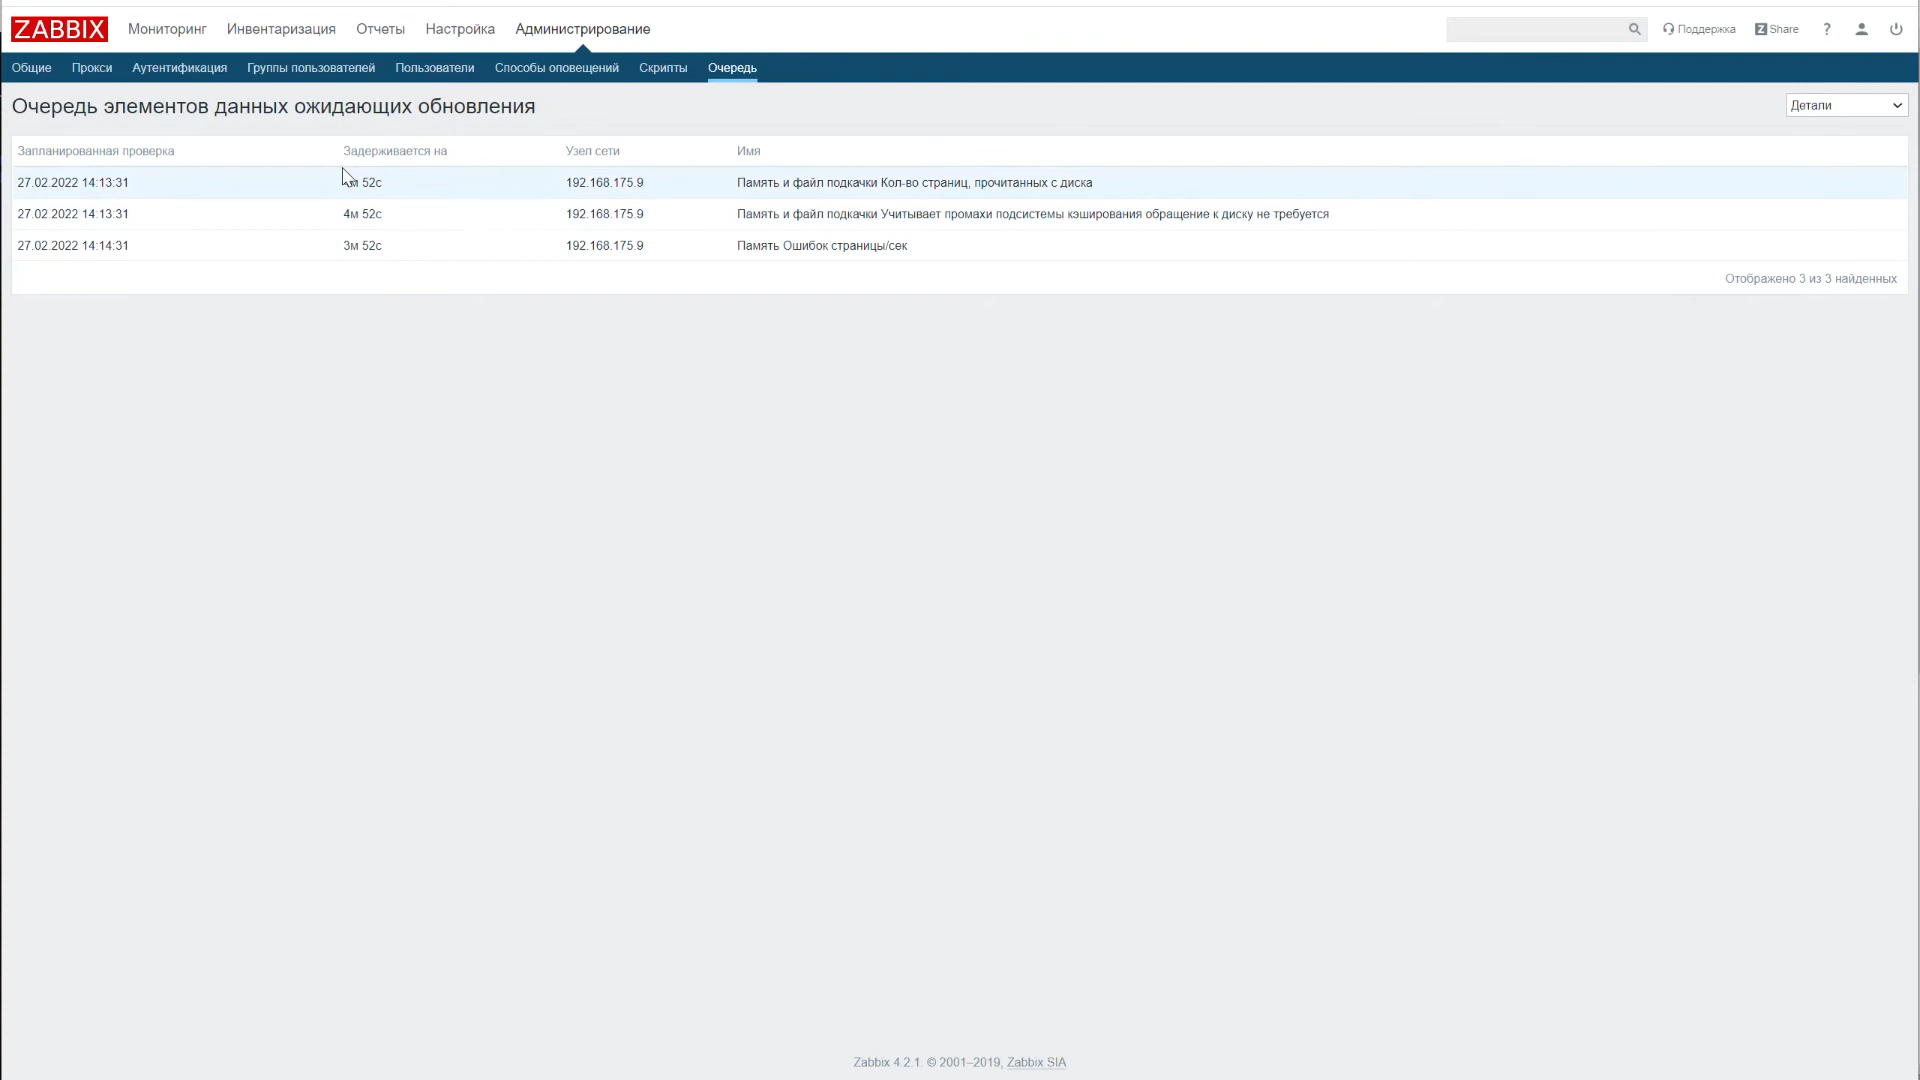 ZABBIX Мониторинг Инвентаризация Отчеты Настройка Администрирование Поддержка Z Share ?
Общие Прокси Аутентификация Группы пользователей Пользователи Способы оповещений Скрипты Очередь
Очередь элементов данных ожидающих обновления Детали
Запланированная проверка Задерживается на Узел сети Имя
27.02.2022 14:13:31 52с 192.168.175.9 Память и файл подкачки Кол-во страниц, прочитанных с диска
27.02.2022 14:13:31 4м 52с 192.168.175.9 Память и файл подкачки Учитывает промахи подсистемы кэширования обращение к диску не требуется
27.02.2022 14:14:31 3м 52с 192.168.175.9 Память Ошибок страницы/сек
Отображено 3 из 3 найденных
Zabbix 4.2.1. © 2001–2019, Zabbix SIA